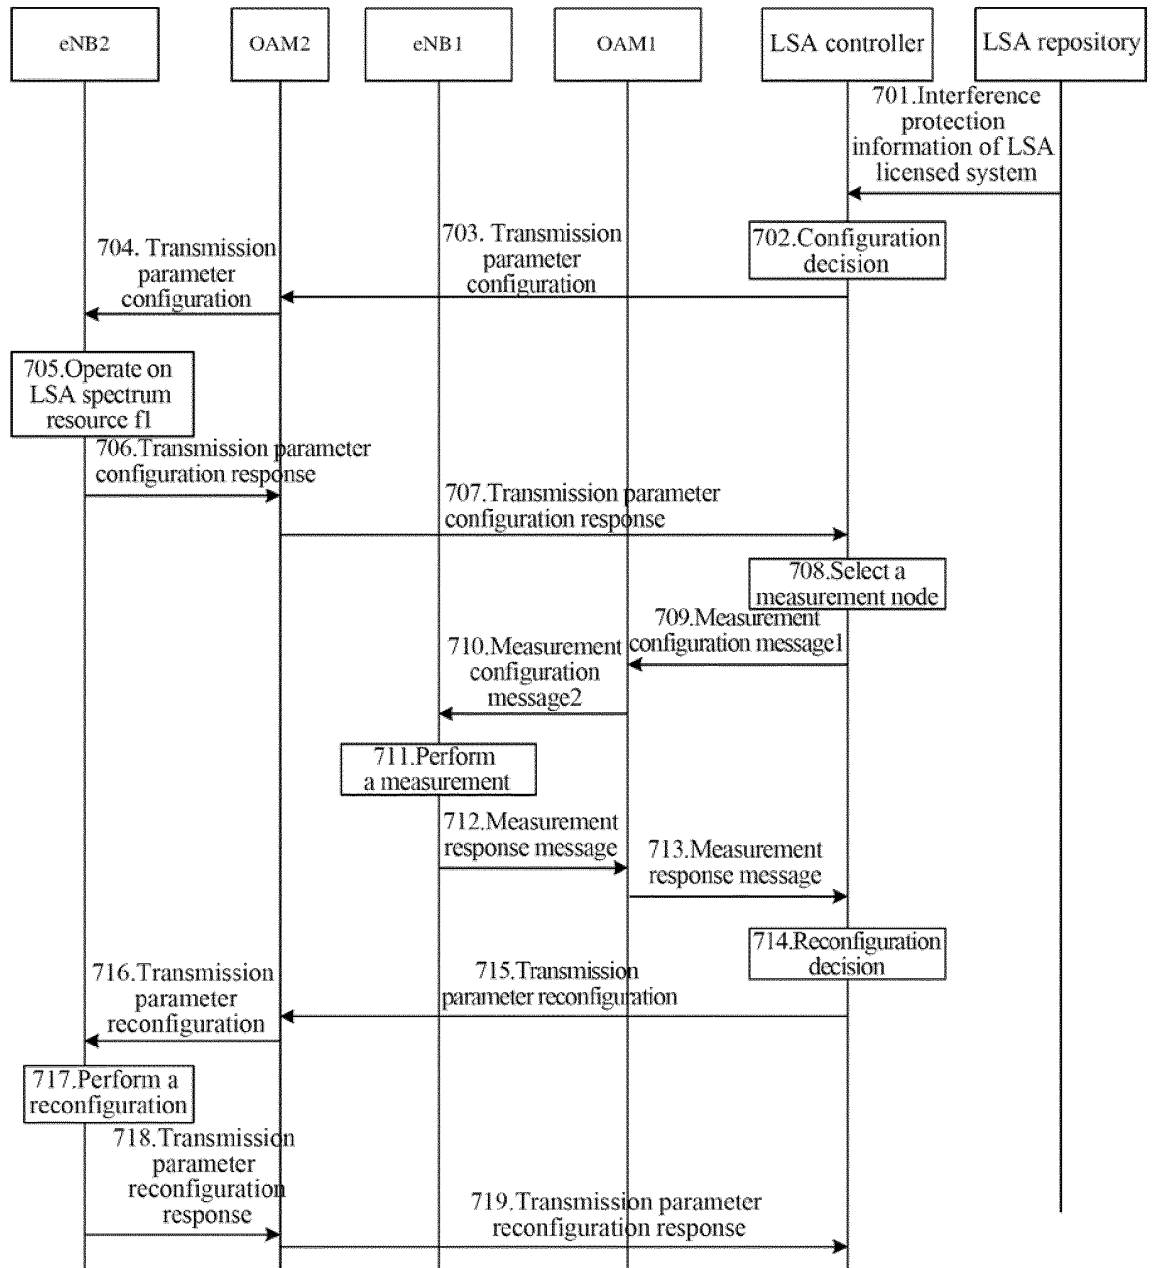 eNB2
OAM2
eNB1
OAM1
LSA controller
LSA repository
701.Interference
protection
information of LSA
licensed system
702.Configuration
decision
703. Transmission
parameter
configuration
704. Transmission
parameter
configuration
705.Operate on
LSA spectrum
resource f1
706.Transmission parameter
configuration response
707.Transmission parameter
configuration response
708.Select a
measurement node
709.Measurement
configuration message1
710.Measurement
configuration
message2
711.Perform
a measurement
712.Measurement
response message
713.Measurement
response message
714.Reconfiguration
decision
715.Transmission
parameter reconfiguration
716.Transmission
parameter
reconfiguration
717.Perform a
reconfiguration
718.Transmission
parameter
reconfiguration
response
719.Transmission parameter
reconfiguration response